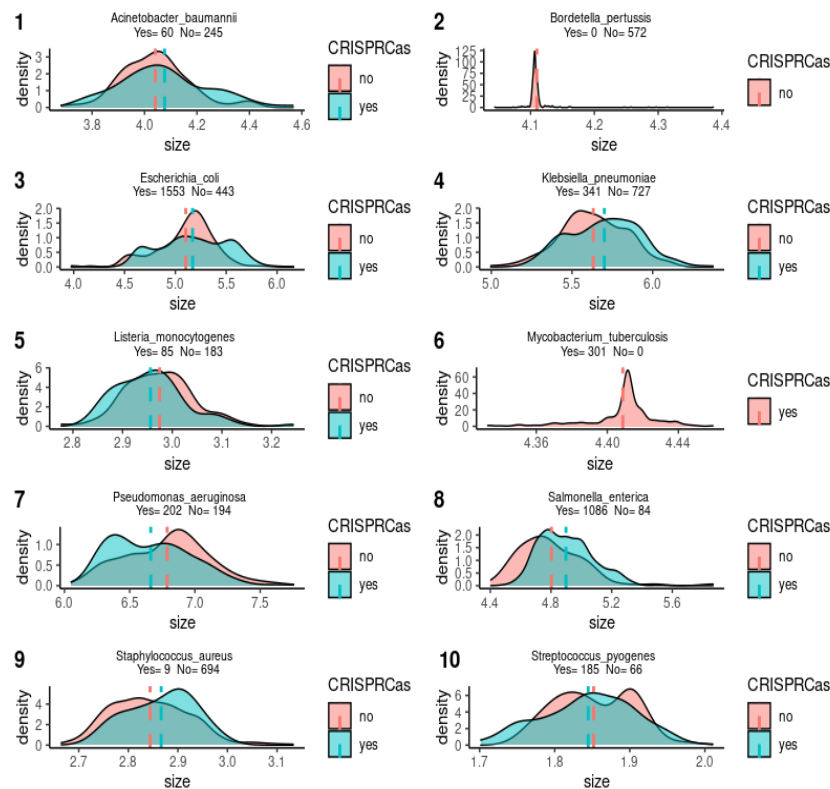 1
Acinetobacter_baumannii
Yes= 60 No= 245
density
3
2
1
0
3.8 4.0 4.2 4.4 4.6
size
CRISPRCas
no
yes
2
Bordetella_pertussis
Yes= 0 No= 572
density
125
100
75
50
25
0
4.1 4.2 4.3 4.4
size
CRISPRCas
no
3
Escherichia_coli
Yes= 1553 No= 443
density
2.0
1.5
1.0
0.5
0.0
4.0 4.5 5.0 5.5 6.0
size
CRISPRCas
no
yes
4
Klebsiella_pneumoniae
Yes= 341 No= 727
density
2.0
1.5
1.0
0.5
0.0
5.0 5.5 6.0
size
CRISPRCas
no
yes
5
Listeria_monocytogenes
Yes= 85 No= 183
density
6
4
2
0
2.8 2.9 3.0 3.1 3.2
size
CRISPRCas
no
yes
6
Mycobacterium_tuberculosis
Yes= 301 No= 0
density
60
40
20
0
4.36 4.40 4.44
size
CRISPRCas
yes
7
Pseudomonas_aeruginosa
Yes= 202 No= 194
density
1.0
0.5
0.0
6.0 6.5 7.0 7.5
size
CRISPRCas
no
yes
8
Salmonella_enterica
Yes= 1086 No= 84
density
2.0
1.5
1.0
0.5
0.0
4.4 4.8 5.2 5.6
size
CRISPRCas
no
yes
9
Staphylococcus_aureus
Yes= 9 No= 694
density
4
2
0
2.7 2.8 2.9 3.0 3.1
size
CRISPRCas
no
yes
10
Streptococcus_pyogenes
Yes= 185 No= 66
density
6
4
2
0
1.7 1.8 1.9 2.0
size
CRISPRCas
no
yes